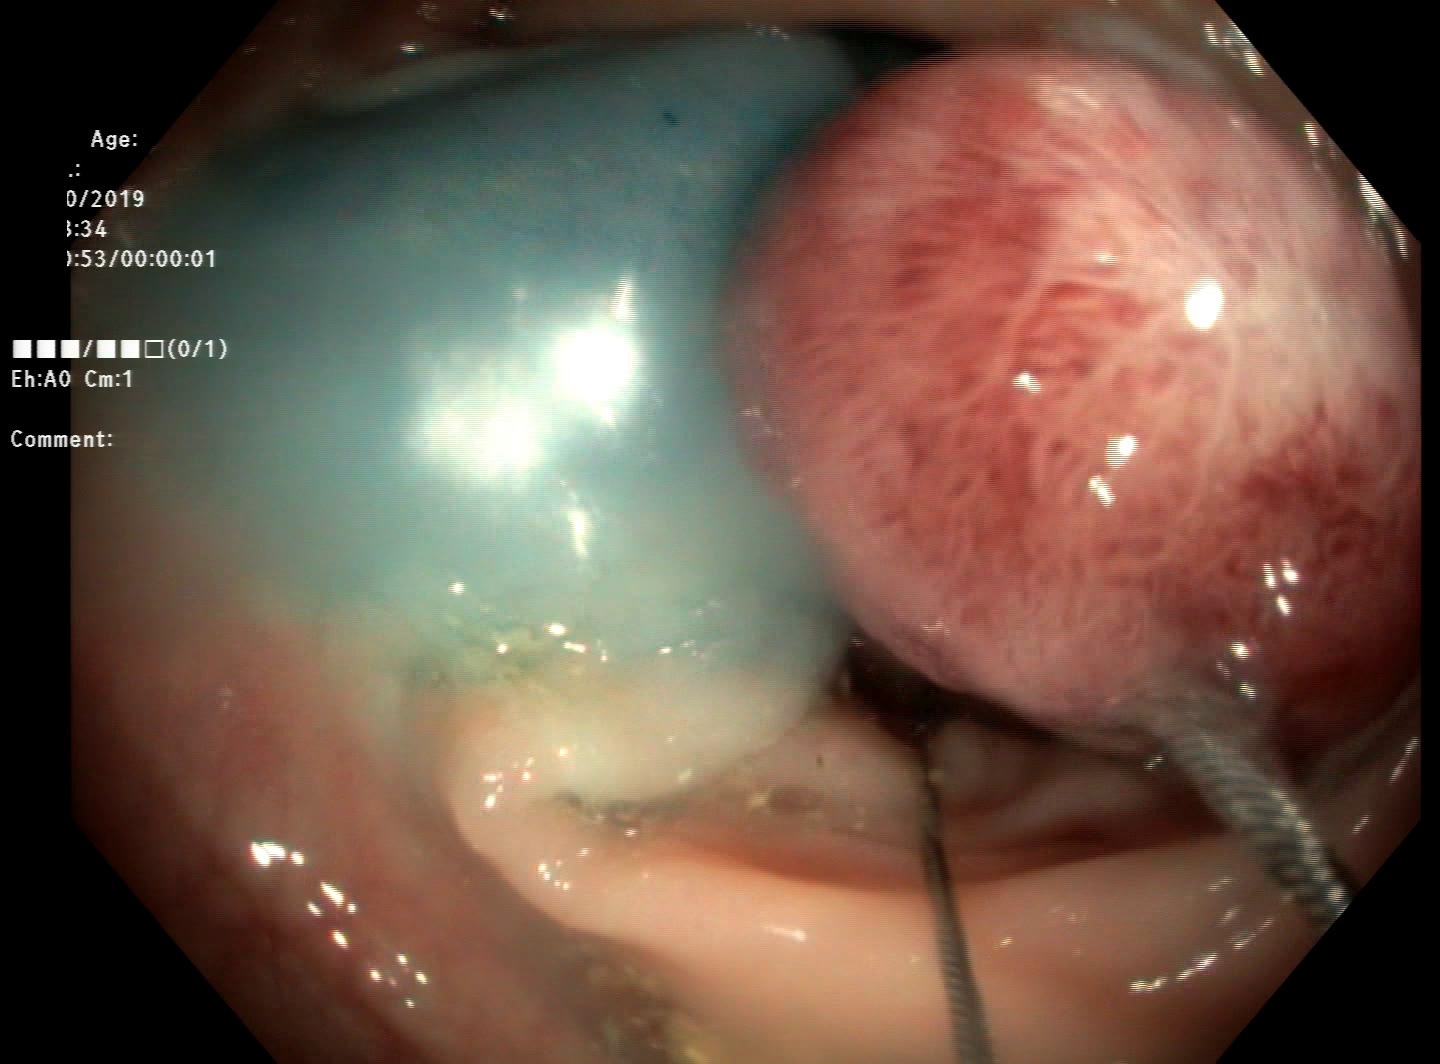 Age:
.:
0/2019
3:34
0:53/00:00:01
■■■/■■□(0/1)
Eh:A0 Cm:1
Comment: